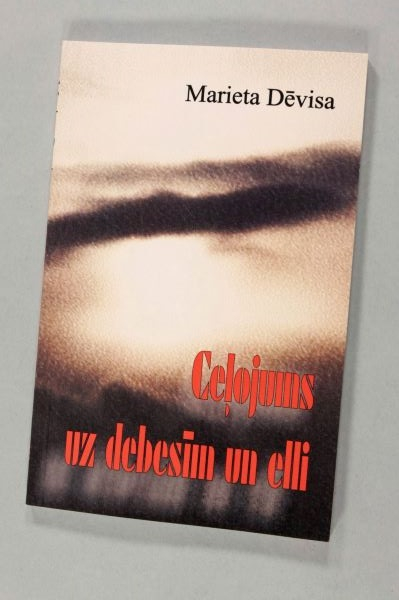 Marieta Dēvisa
Ceļojums
uz debesīm un elli